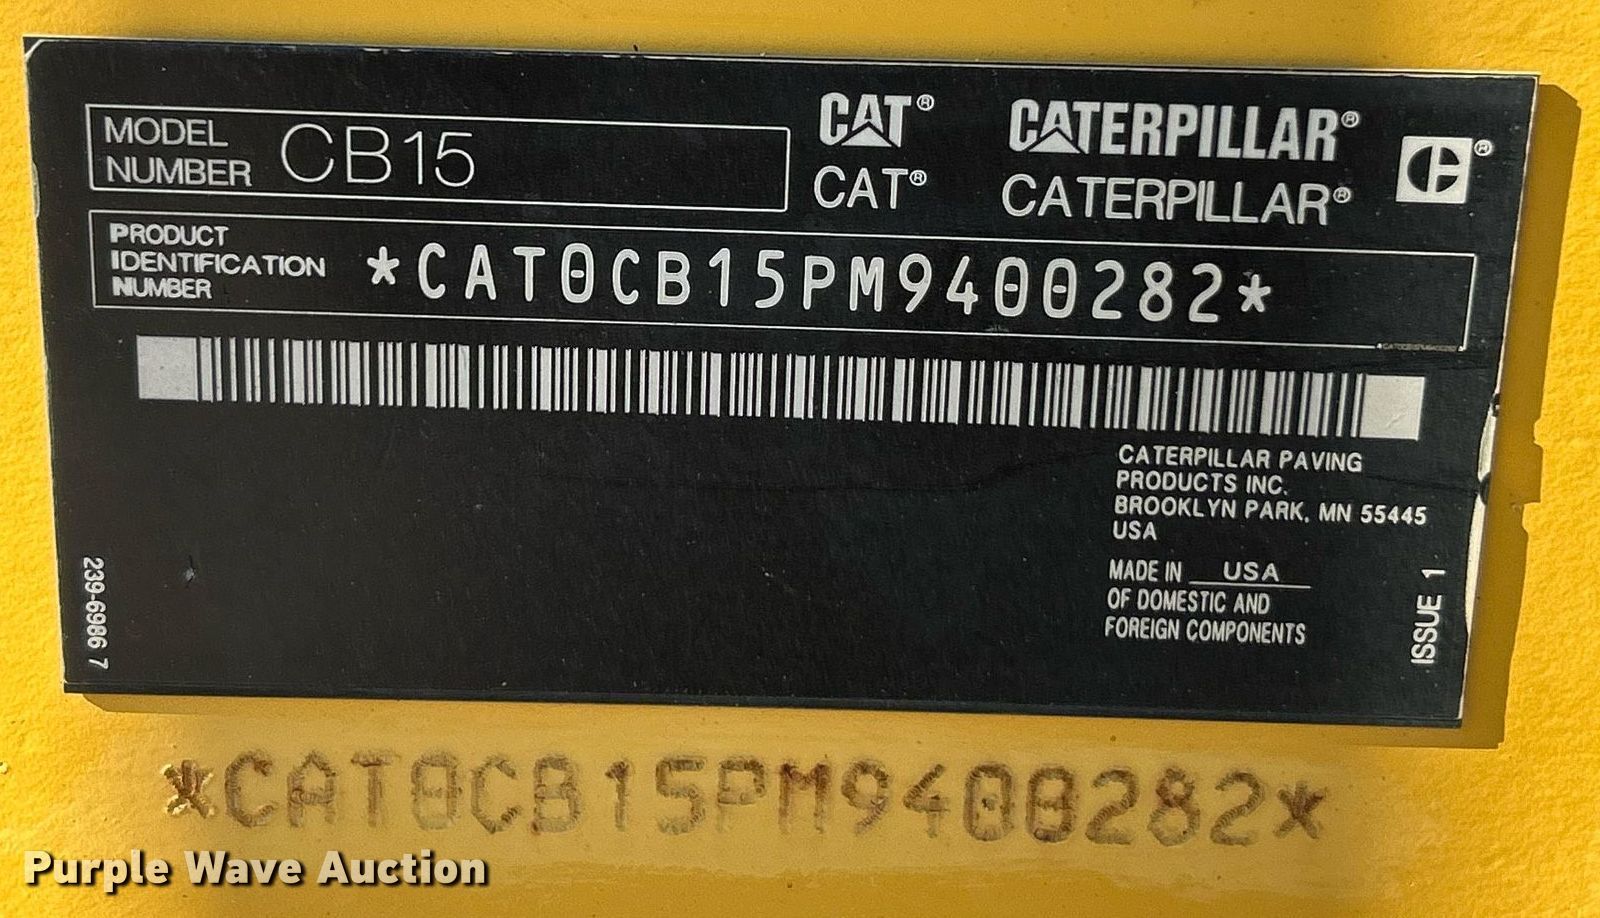 MODEL NUMBER CB15
CAT® CATERPILLAR®
CAT® CATERPILLAR®
PRODUCT IDENTIFICATION NUMBER *CAT0CB15PM9400282*
*CAT0CB15PM9400282*
CATERPILLAR PAVING
PRODUCTS INC.
BROOKLYN PARK, MN 55445
USA
MADE IN USA
OF DOMESTIC AND
FOREIGN COMPONENTS
239-6986 7
ISSUE 1
*CAT0CB15PM9400282*
Purple Wave Auction